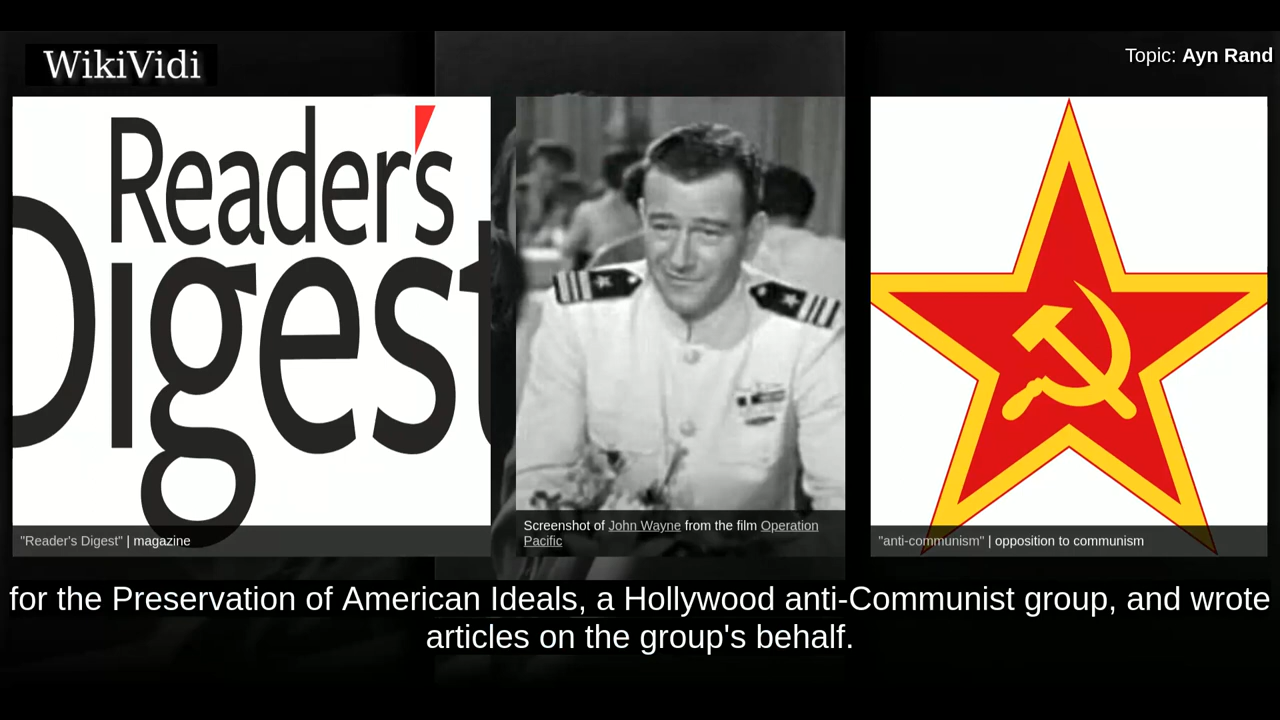 WikiVidi
Topic: Ayn Rand
Reader's
Digest
"Reader's Digest" | magazine
Screenshot of John Wayne from the film Operation
Pacific
"anti-communism" | opposition to communism
for the Preservation of American Ideals, a Hollywood anti-Communist group, and wrote
articles on the group's behalf.